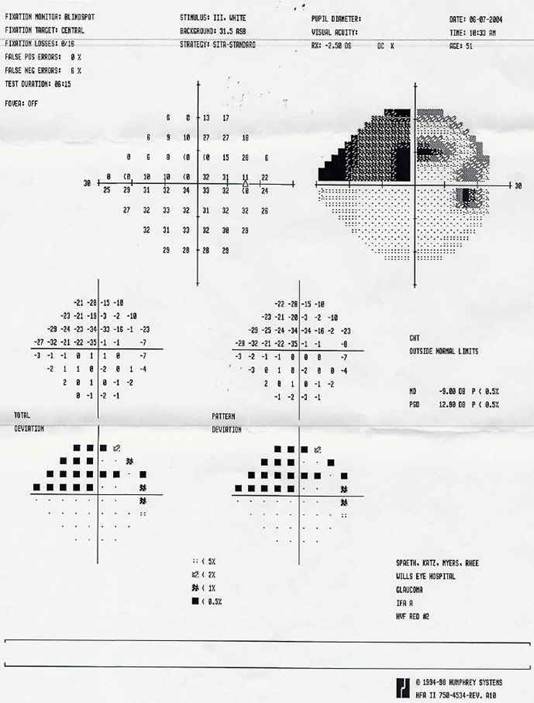 FIXATION MONITOR: BLINDSPOT
STIMULUS: III, WHITE
PUPIL DIAMETER:
DATE: 06-07-2004
FIXATION TARGET: CENTRAL
BACKGROUND: 31.5 ASB
VISUAL ACUITY:
TIME: 10:33 AM
FIXATION LOSSES: 0/16
STRATEGY: SITA-STANDARD
RX: -2.50 DS DC X
AGE: 51
FALSE POS ERRORS: 0 %
FALSE NEG ERRORS: 6 %
TEST DURATION: 06:15
FOVEA: OFF
6 8 13 17
6 9 10 27 27 18
0 6 8 (0 (0 15 26 6
0 (0 10 10 (0 32 31 11 22
30
30
25 29 31 32 34 33 32 (0 24
27 32 33 32 31 32 32 26
32 31 33 32 30 29
29 29 28 29
-21 -20 -15 -10
-23 -21 -19 -3 -2 -10
-29 -24 -23 -34 -33 -16 -1 -23
-27 -32 -21 -22 -35 -1 0 -7
-3 -1 -1 0 1 1 0 -7
-2 1 1 0 -2 0 1 -4
2 0 1 0 -1 -2
0 -1 -2 -1
-22 -20 -15 -10
-23 -21 -20 -3 -2 -10
-29 -25 -24 -34 -34 -16 -2 -23
-28 -32 -21 -22 -35 -1 -1 -8
-3 -2 -1 -1 0 0 0 -7
-3 0 1 0 -2 0 0 -4
2 0 1 0 -1 -2
-1 -2 -3 -1
GHT
OUTSIDE NORMAL LIMITS
MD -9.00 DB P < 0.5%
PSD 12.90 DB P < 0.5%
TOTAL
DEVIATION
PATTERN
DEVIATION
< 5%
< 2%
< 1%
< 0.5%
SPAETH, KATZ, MYERS, RHEE
WILLS EYE HOSPITAL
GLAUCOMA
IFA A
HVF RED #2
© 1994-98 HUMPHREY SYSTEMS
HFA II 750-4534-REV. A10